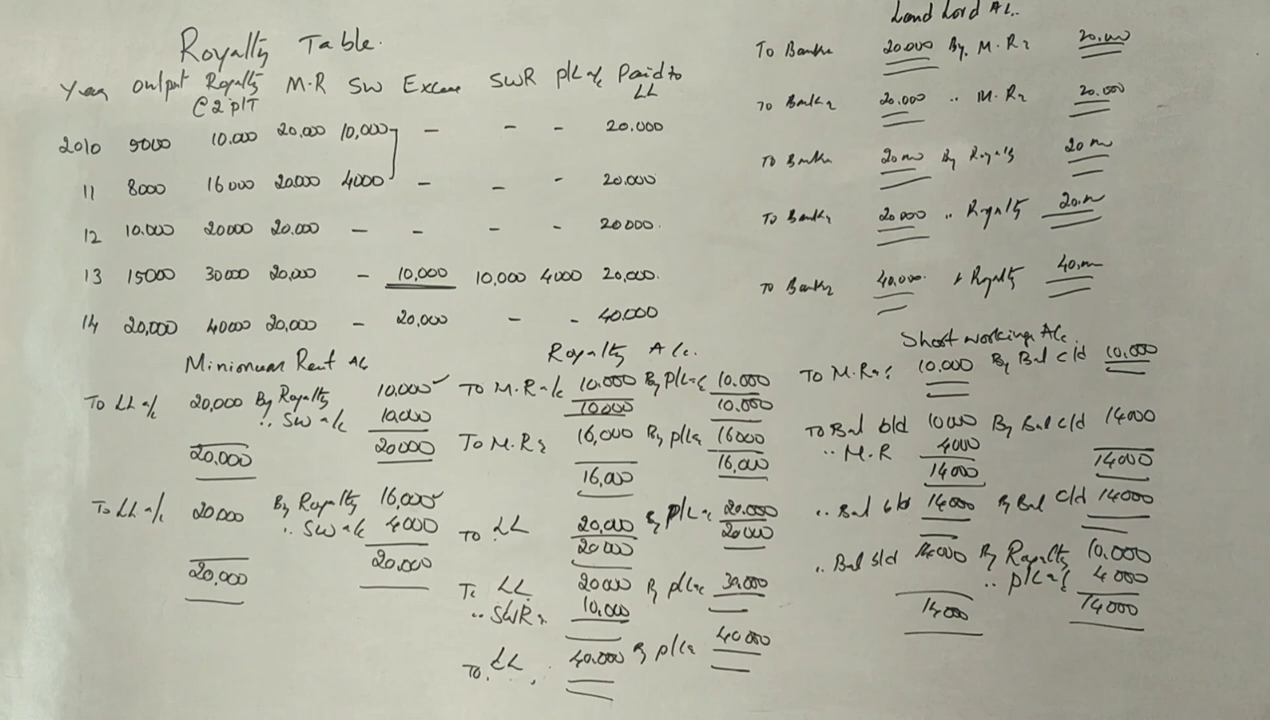 Royalty Table.
Year Output Royalty M-R SW Excess SWR P/L a/c Paid to
@2 P/T LL
2010 5000 10.000 20,000 10,000 - - - 20.000
11 8000 16000 20000 4000 - - - 20.000
12 10.000 20000 20.000 - - - - 20000.
13 15000 30000 20,000 - 10,000 10,000 4000 20,000.
14 20,000 40000 20,000 - 20,000 - - 40.000
Land Lord Ac.
To Bank 20.000 By. M. R 20.000
To Bank 20.000 .. M. R 20.000
To Bank 20000 By Royalty 20000
To Bank 20000 .. Royalty 20.000
To Bank 40,000. Royalty 40,000
Minimum Rent Ac
To LL a/c 20,000 By Royalty 10,000
.. SW a/c 10,000
20,000 20000
To LL a/c 20000 By Royalty 16,000
.. SW a/c 4000
20,000 20.000
Royalty A/c.
To M.R a/c 10.000 By P/L a/c 10.000
10000 10.000
To M.R 16,000 By P/L 16000
16,000 16,000
To LL 20,000 By P/L a/c 20.000
20000 20000
To LL 20000 By P/L a/c 30,000
.. SWR 10,000
To. LL. 40,000 By P/L 40000
Short workings A/c.
To M.R 10,000 By Bal c/d 10,000
To Bal b/d 10000 By Bal c/d 14000
.. M.R 4000
14000 14000
.. Bal b/d 14000 By Bal c/d 14000
.. Bal b/d 14000 By Royalty 10.000
.. P/L a/c 4000
14000 14000